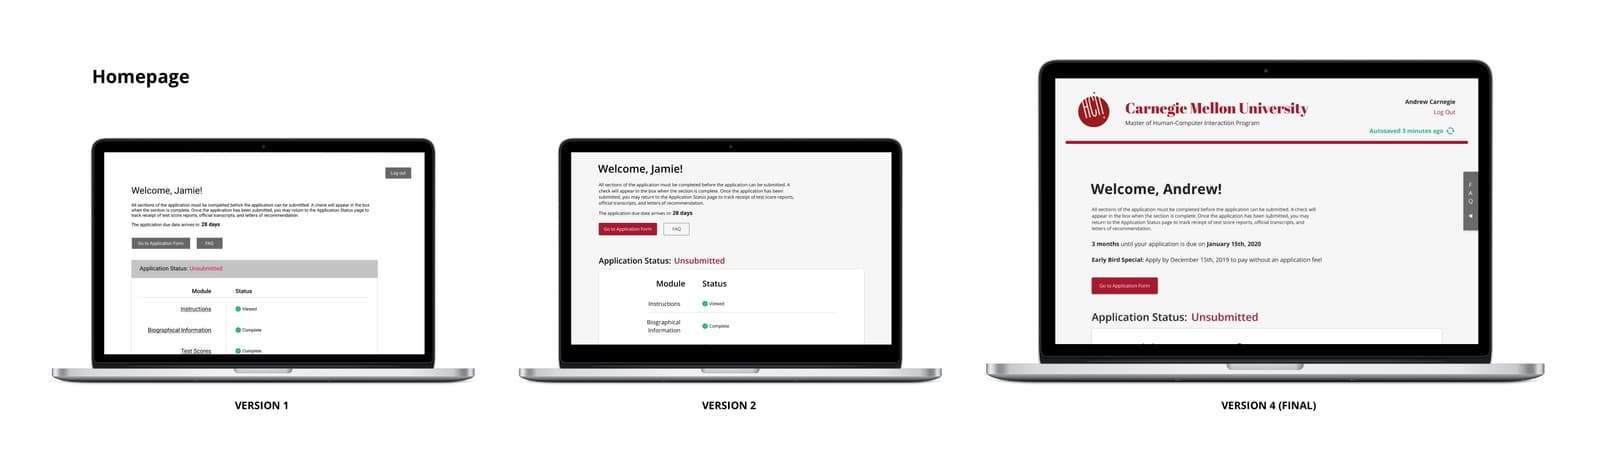 Homepage
Log out
Welcome, Jamie!
All sections of the application must be completed before the application can be submitted. A check will appear in the box
when the section is complete. Once the application has been submitted, you may return to the Application Status page to
track receipt of test score reports, official transcripts, and letters of recommendation.
The application due date arrives in: 28 days
Go to Application Form
FAQ
Application Status: Unsubmitted
Module Status
Instructions Viewed
Biographical Information Complete
Test Scores Complete
VERSION 1
Welcome, Jamie!
All sections of the application must be completed before the application can be submitted. A
check will appear in the box when the section is complete. Once the application has been
submitted, you may return to the Application Status page to track receipt of test score reports,
official transcripts, and letters of recommendation.
The application due date arrives in: 28 days
Go to Application Form
FAQ
Application Status: Unsubmitted
Module Status
Instructions Viewed
Biographical
Information
Complete
VERSION 2
HCII
Carnegie Mellon University
Master of Human-Computer Interaction Program
Andrew Carnegie
Log Out
Autosaved 3 minutes ago
FAQ
Welcome, Andrew!
All sections of the application must be completed before the application can be submitted. A check will
appear in the box when the section is complete. Once the application has been submitted, you may
return to the Application Status page to track receipt of test score reports, official transcripts, and
letters of recommendation.
3 months until your application is due on January 15th, 2020
Early Bird Special: Apply by December 15th, 2019 to pay without an application fee!
Go to Application Form
Application Status: Unsubmitted
VERSION 4 (FINAL)